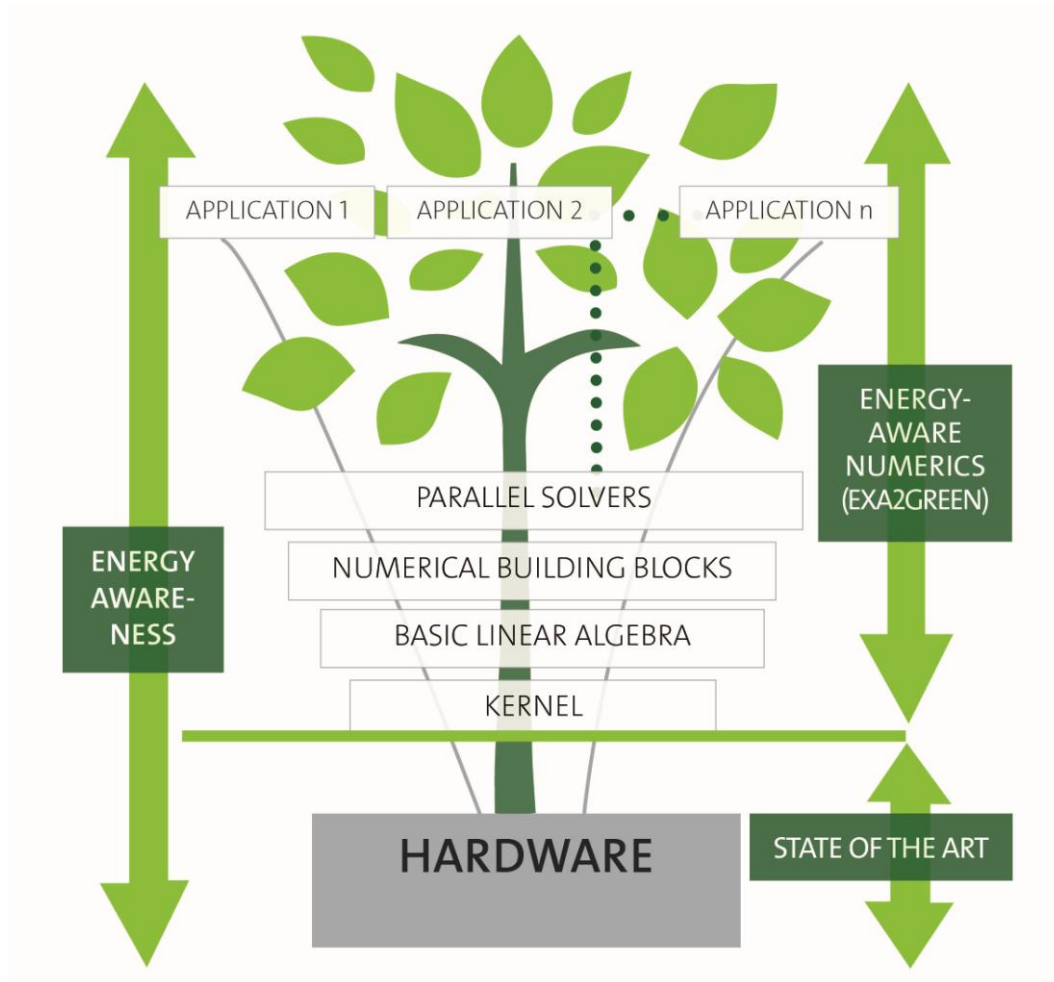 APPLICATION 1
APPLICATION 2
APPLICATION n
ENERGY-
AWARE
NUMERICS
(EXA2GREEN)
PARALLEL SOLVERS
NUMERICAL BUILDING BLOCKS
BASIC LINEAR ALGEBRA
KERNEL
ENERGY
AWARE-
NESS
HARDWARE
STATE OF THE ART